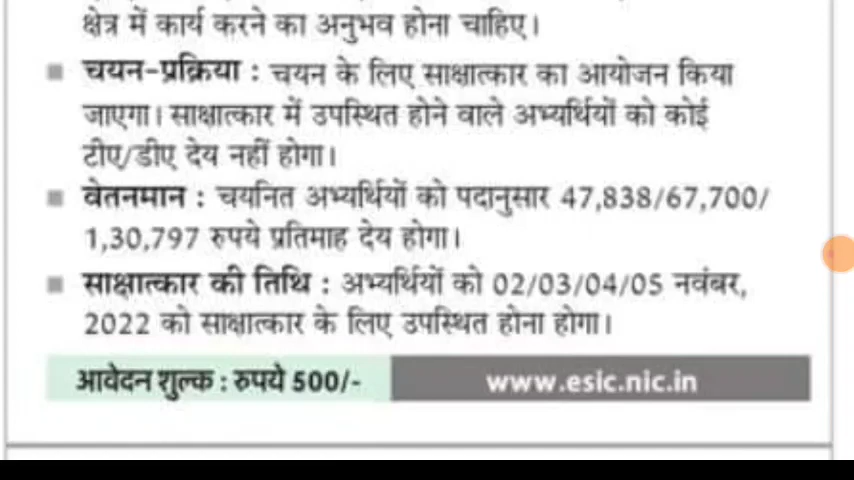 क्षेत्र में कार्य करने का अनुभव होना चाहिए।
चयन-प्रक्रिया : चयन के लिए साक्षात्कार का आयोजन किया
जाएगा। साक्षात्कार में उपस्थित होने वाले अभ्यर्थियों को कोई
टीए/डीए देय नहीं होगा।
वेतनमान : चयनित अभ्यर्थियों को पदानुसार 47,838/67,700/
1,30,797 रुपये प्रतिमाह देय होगा।
साक्षात्कार की तिथि : अभ्यर्थियों को 02/03/04/05 नवंबर,
2022 को साक्षात्कार के लिए उपस्थित होना होगा।
आवेदन शुल्क : रुपये 500/- www.esic.nic.in